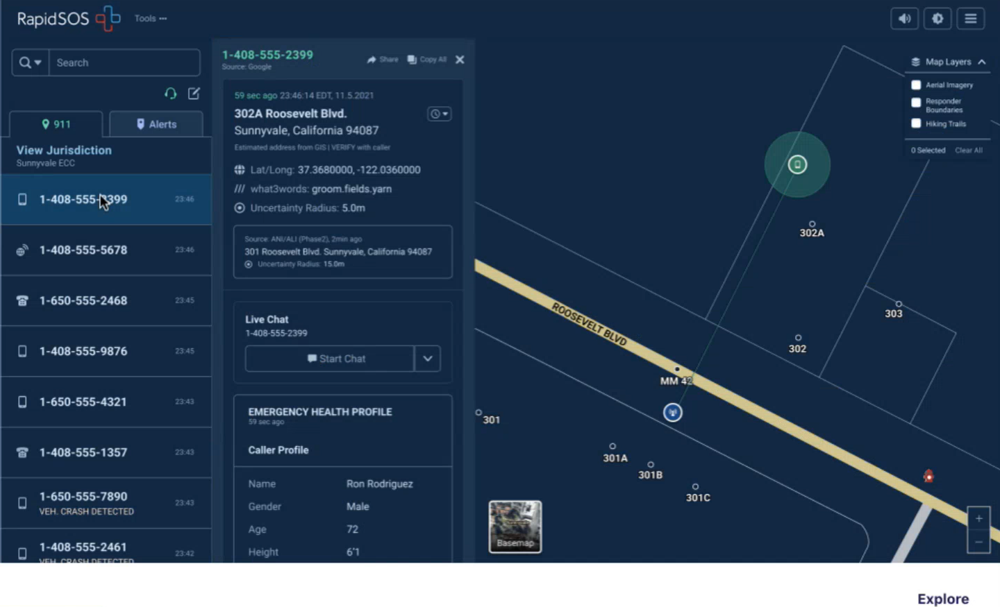 RapidSOS
Tools
Search
911
Alerts
View Jurisdiction
Sunnyvale ECC
1-408-555-2399
23:46
1-408-555-5678
23:46
1-650-555-2468
23:45
1-408-555-9876
23:45
1-650-555-4321
23:43
1-408-555-1357
23:43
1-650-555-7890
VEH. CRASH DETECTED
23:43
1-408-555-2461
VEH. CRASH DETECTED
23:42
1-408-555-2399
Source: Google
Share
Copy All
59 sec ago 23:46:14 EDT, 11.5.2021
302A Roosevelt Blvd.
Sunnyvale, California 94087
Estimated address from GIS | VERIFY with caller
Lat/Long: 37.3680000, -122.0360000
/// what3words: groom.fields.yarn
Uncertainty Radius: 5.0m
Source: ANI/ALI (Phase2), 2min ago
301 Roosevelt Blvd. Sunnyvale, California 94087
Uncertainty Radius: 15.0m
Live Chat
1-408-555-2399
Start Chat
EMERGENCY HEALTH PROFILE
59 sec ago
Caller Profile
Name Ron Rodriguez
Gender Male
Age 72
Height 6'1
Map Layers
Aerial Imagery
Responder
Boundaries
Hiking Trails
0 Selected Clear All
302A
303
302
ROOSEVELT BLVD
MM 42
301
301A
301B
301C
Basemap
+
−
Explore